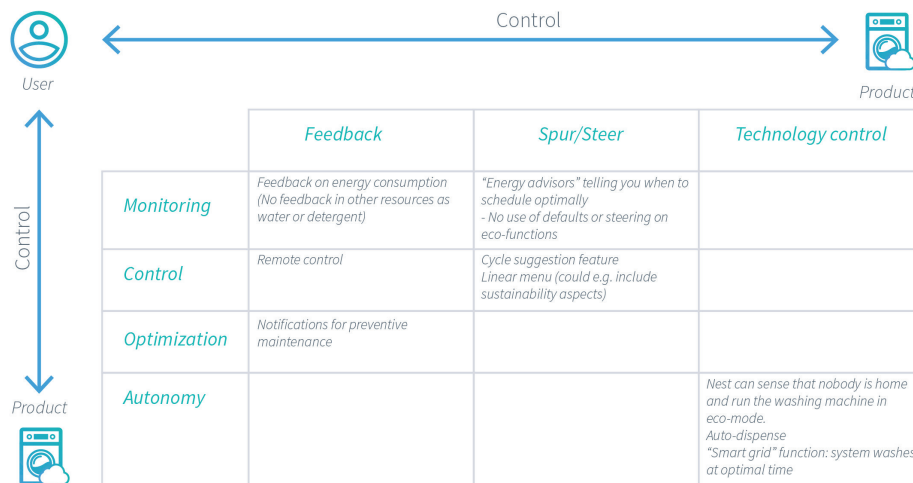 Control
User
Product
Feedback
Spur/Steer
Technology control
Control
Monitoring
Feedback on energy consumption
(No feedback in other resources as
water or detergent)
“Energy advisors” telling you when to
schedule optimally
- No use of defaults or steering on
eco-functions
Control
Remote control
Cycle suggestion feature
Linear menu (could e.g. include
sustainability aspects)
Optimization
Notifications for preventive
maintenance
Autonomy
Nest can sense that nobody is home
and run the washing machine in
eco-mode.
Auto-dispense
“Smart grid” function: system washes
at optimal time
Product